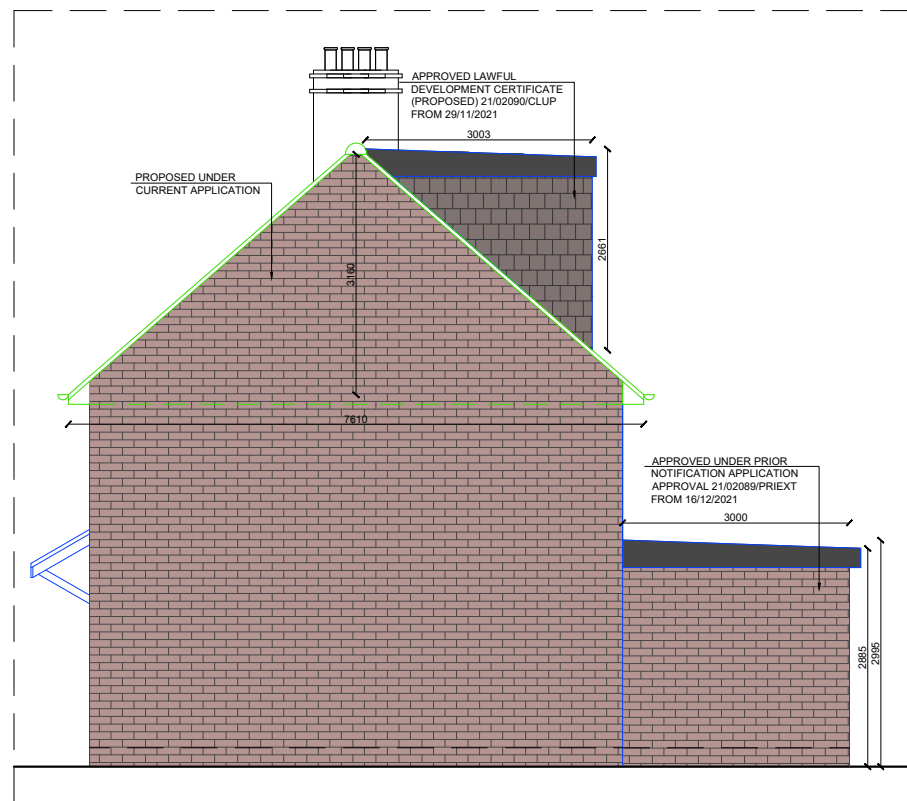 APPROVED LAWFUL
DEVELOPMENT CERTIFICATE
(PROPOSED) 21/02090/CLUP
FROM 29/11/2021
3003
PROPOSED UNDER
CURRENT APPLICATION
2661
3160
7610
APPROVED UNDER PRIOR
NOTIFICATION APPLICATION
APPROVAL 21/02089/PRIEXT
FROM 16/12/2021
3000
2885
2995